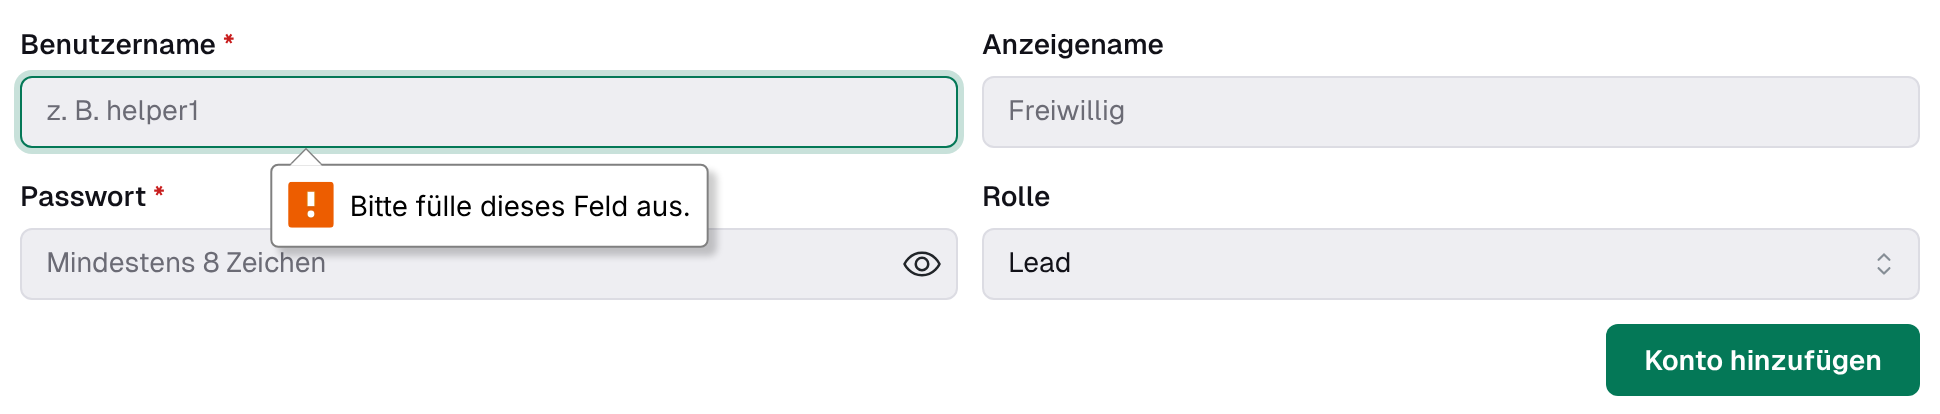 Benutzername *
Anzeigename
z. B. helper1
Freiwillig
Bitte fülle dieses Feld aus.
Passwort *
Rolle
Mindestens 8 Zeichen
Lead
Konto hinzufügen